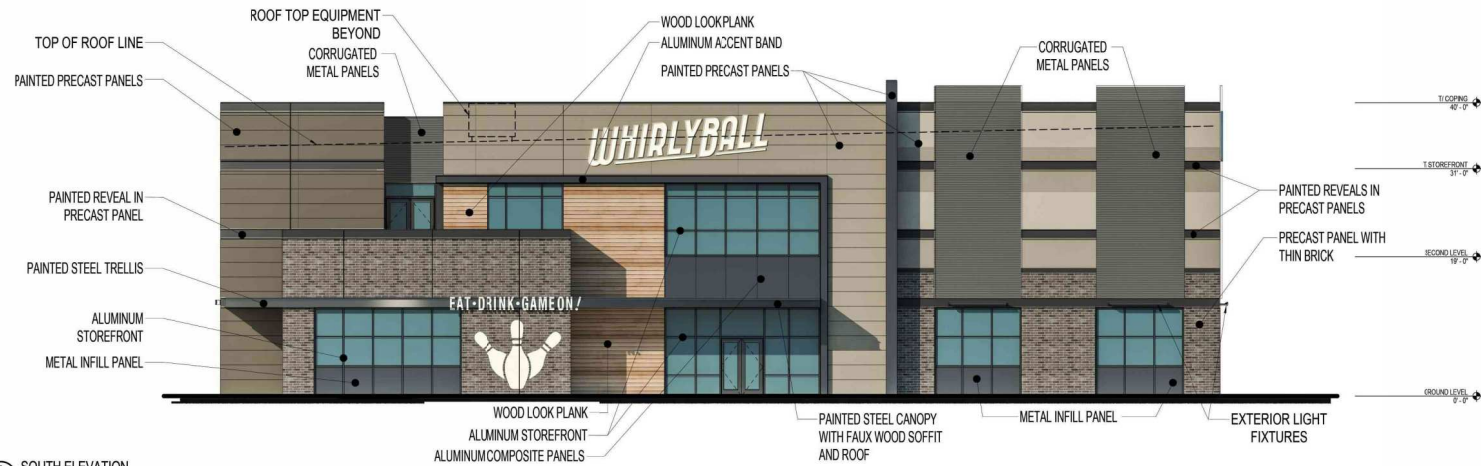 ROOF TOP EQUIPMENT
BEYOND
TOP OF ROOF LINE
CORRUGATED
METAL PANELS
PAINTED PRECAST PANELS
WOOD LOOKPLANK
ALUMINUM ACCENT BAND
PAINTED PRECAST PANELS
CORRUGATED
METAL PANELS
T/ COPING
40' - 0"
WHIRLYBALL
T.STOREFRONT
31' - 0"
PAINTED REVEAL IN
PRECAST PANEL
PAINTED REVEALS IN
PRECAST PANELS
PRECAST PANEL WITH
THIN BRICK
SECOND LEVEL
19' - 0"
PAINTED STEEL TRELLIS
EAT•DRINK•GAME ON!
ALUMINUM
STOREFRONT
METAL INFILL PANEL
GROUND LEVEL
0' - 0"
WOOD LOOK PLANK
ALUMINUM STOREFRONT
ALUMINUM COMPOSITE PANELS
PAINTED STEEL CANOPY
WITH FAUX WOOD SOFFIT
AND ROOF
METAL INFILL PANEL
EXTERIOR LIGHT
FIXTURES
SOUTH ELEVATION